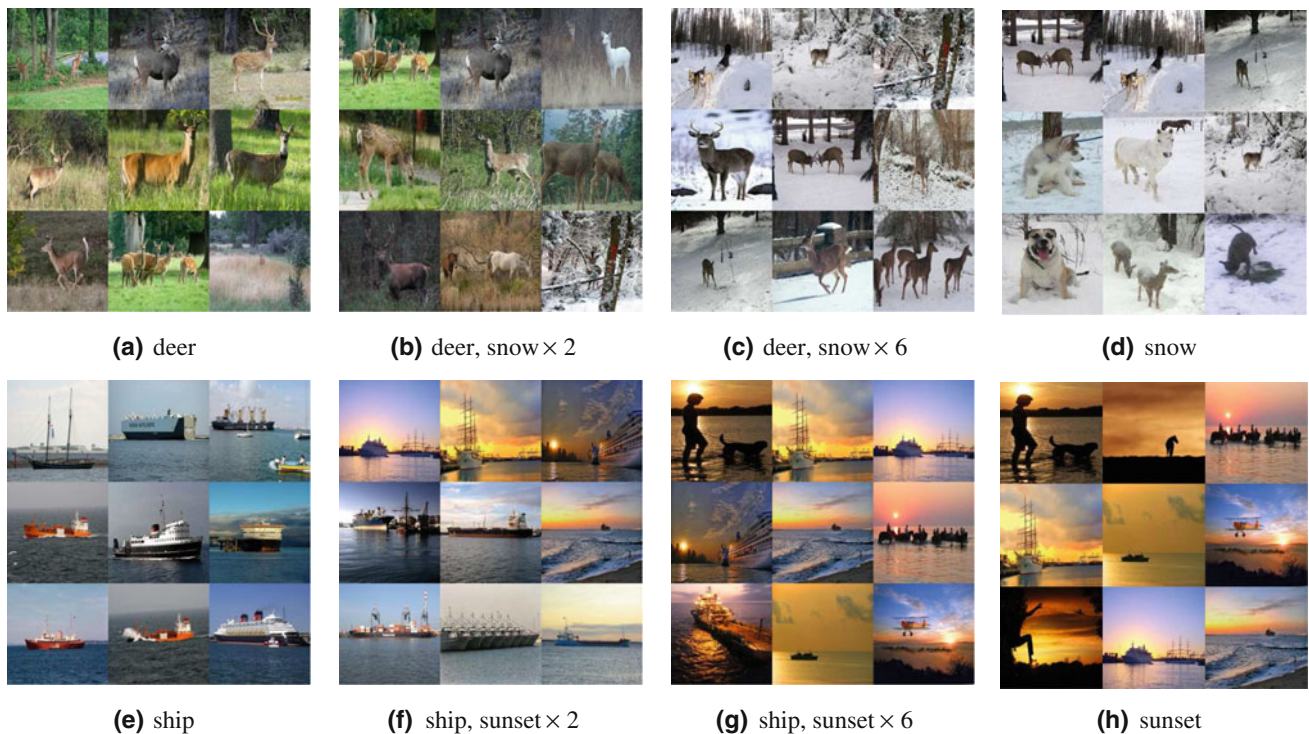 (a) deer
(b) deer, snow × 2
(c) deer, snow × 6
(d) snow
(e) ship
(f) ship, sunset × 2
(g) ship, sunset × 6
(h) sunset